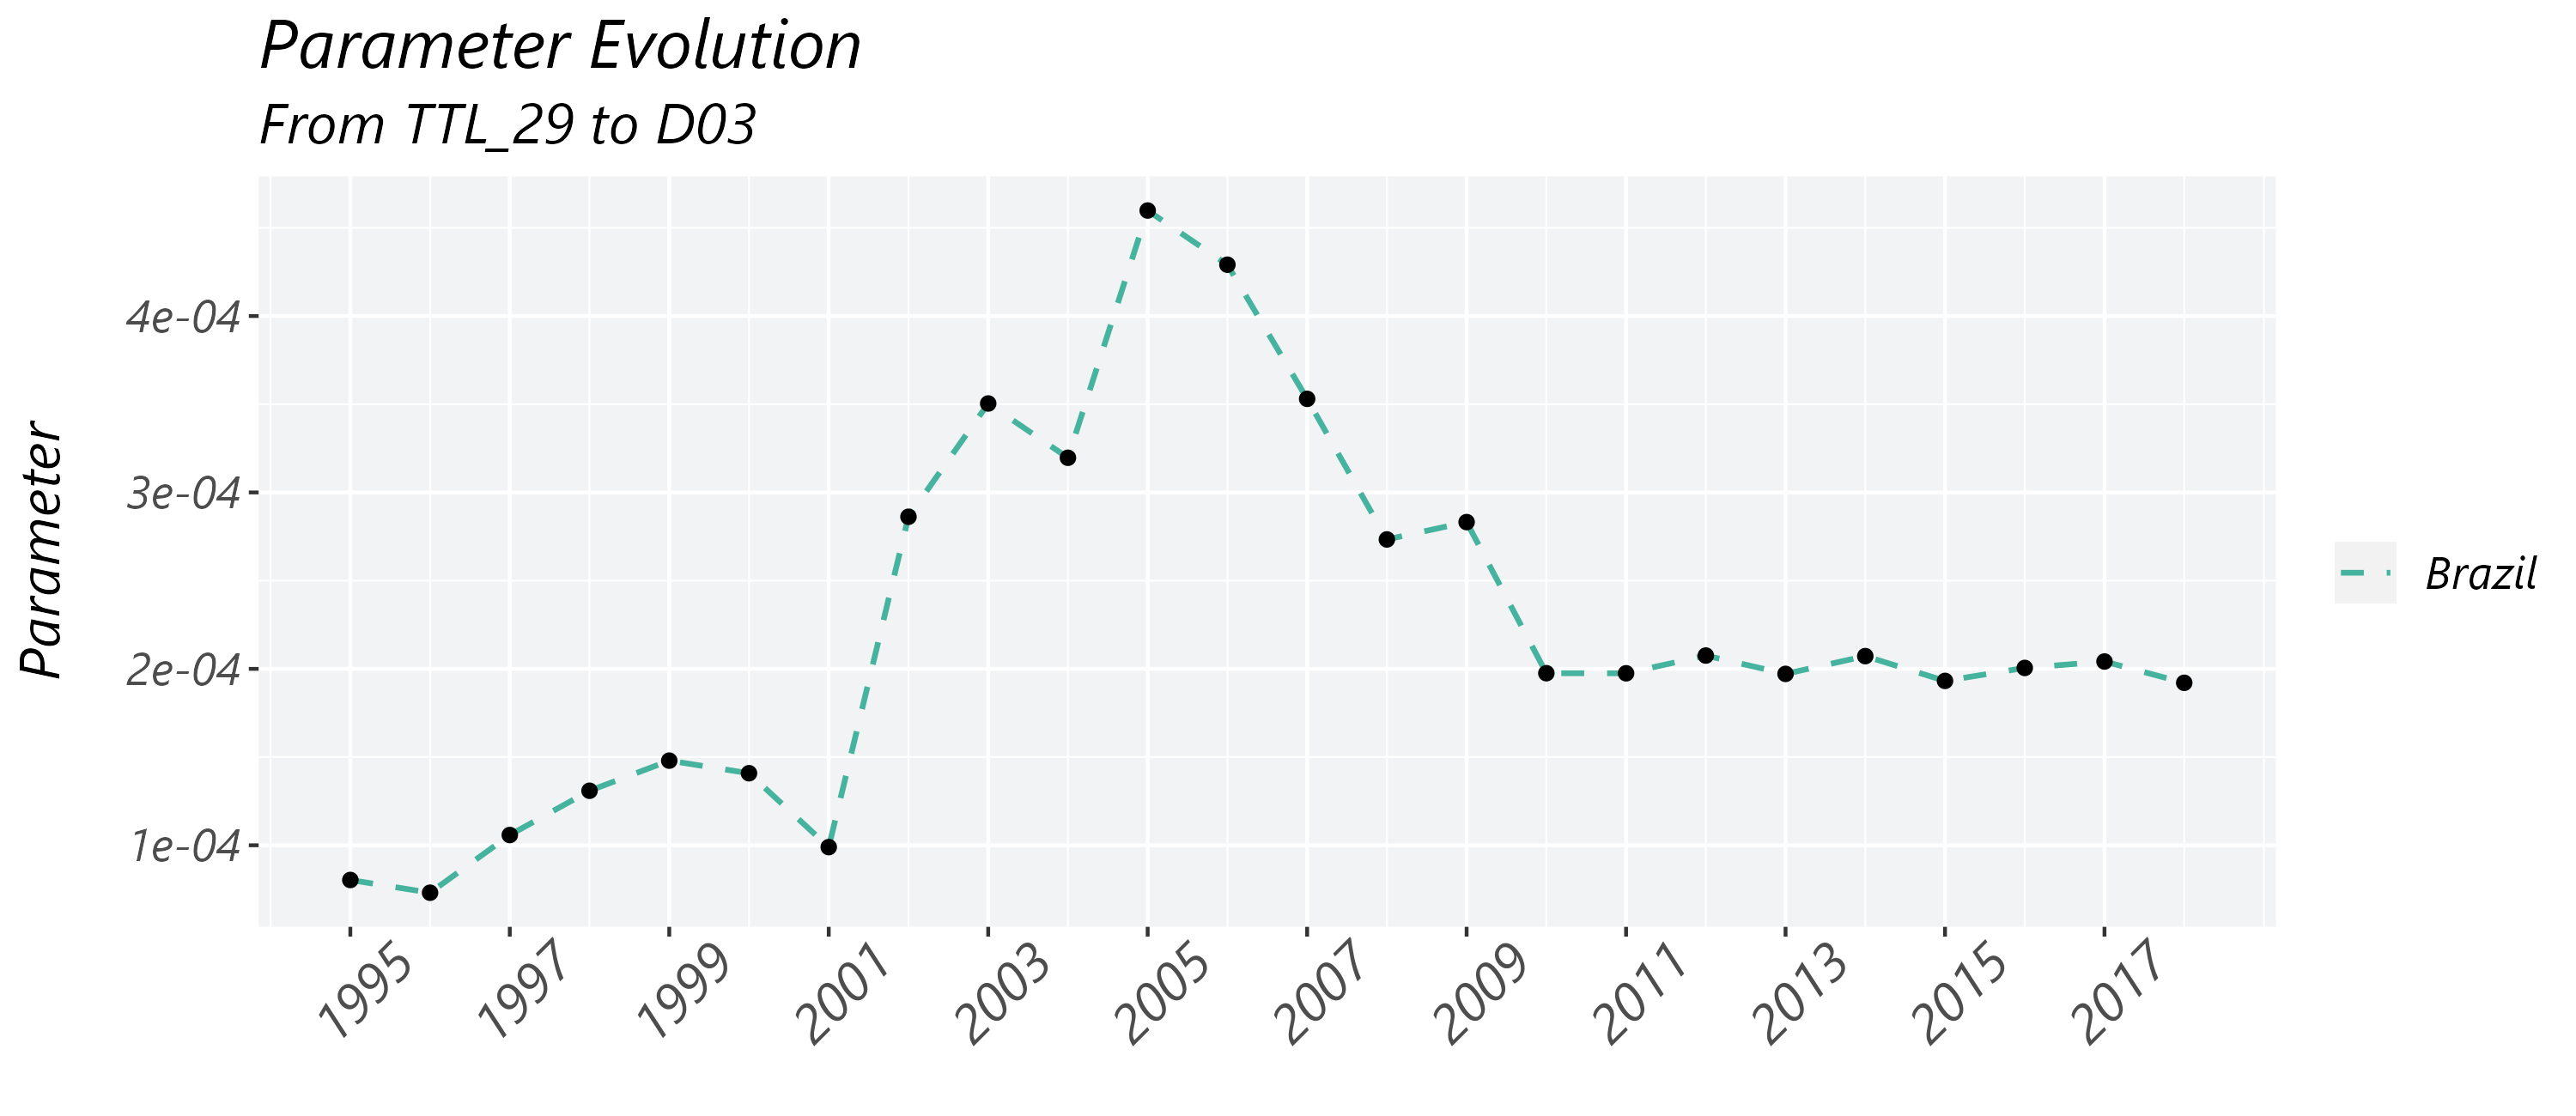 Parameter Evolution
From TTL_29 to D03
Parameter
4e-04
3e-04
2e-04
1e-04
1995
1997
1999
2001
2003
2005
2007
2009
2011
2013
2015
2017
Brazil